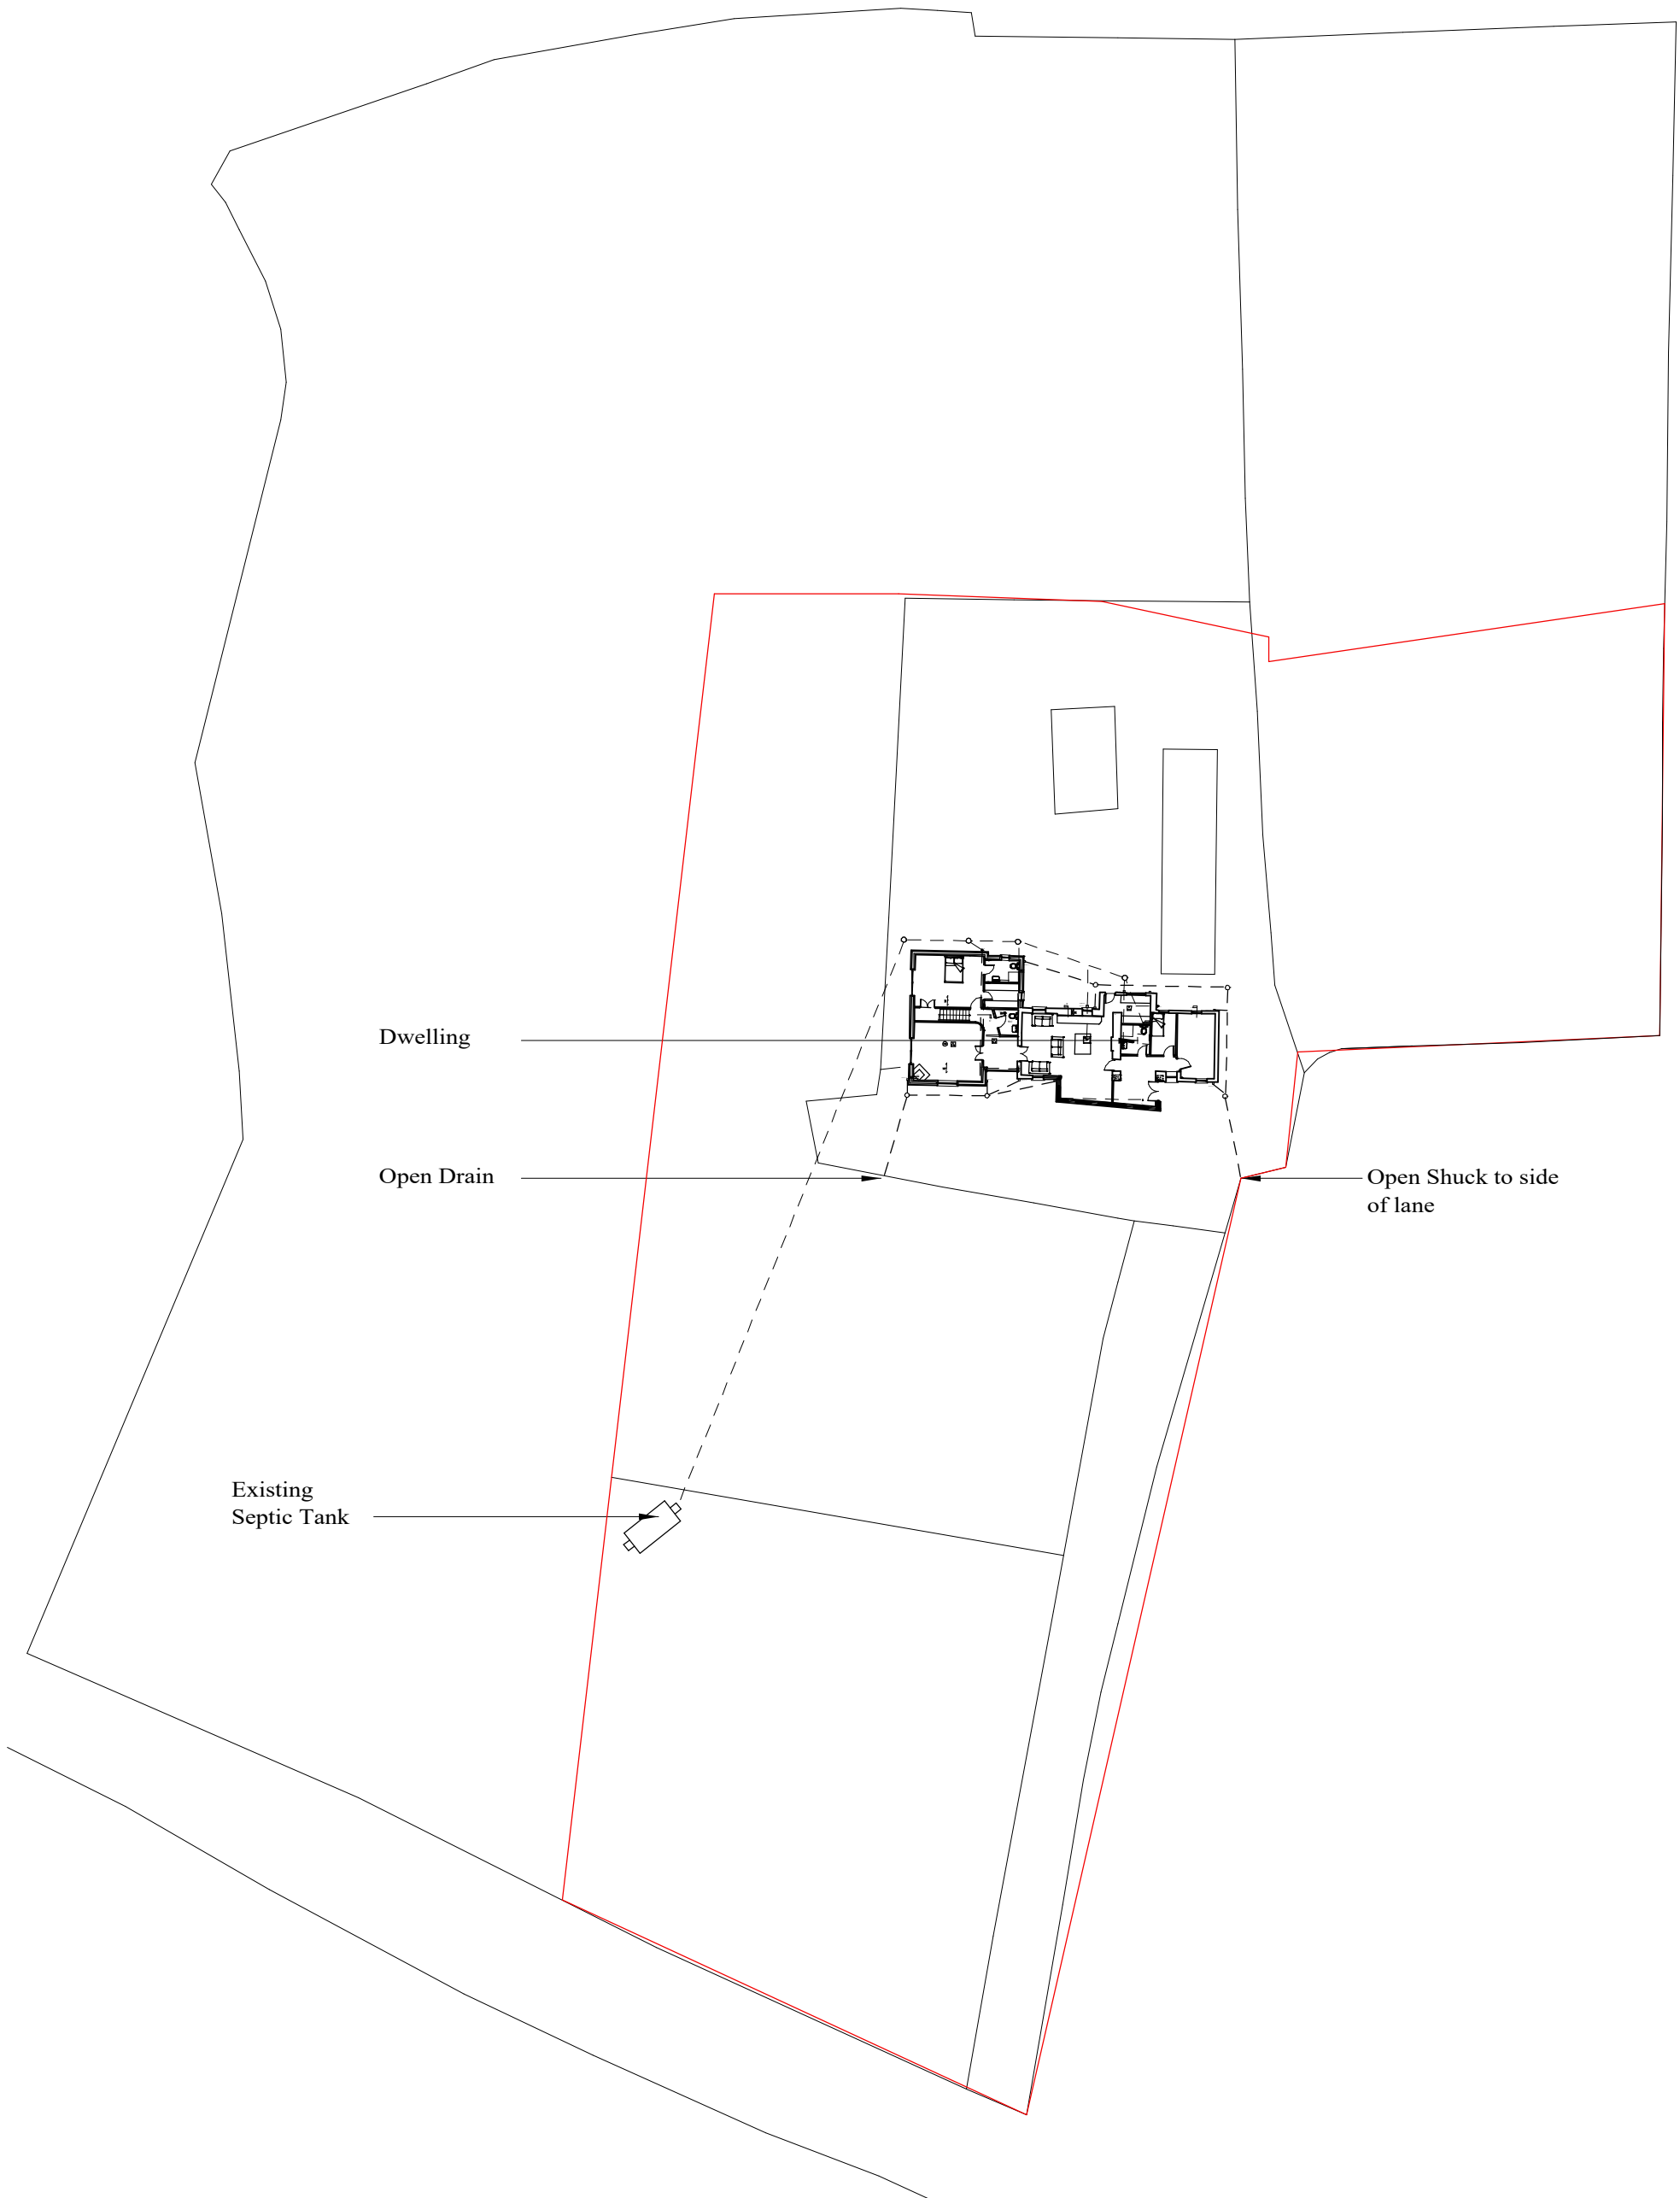 Dwelling
Open Drain
Open Shuck to side
of lane
Existing
Septic Tank